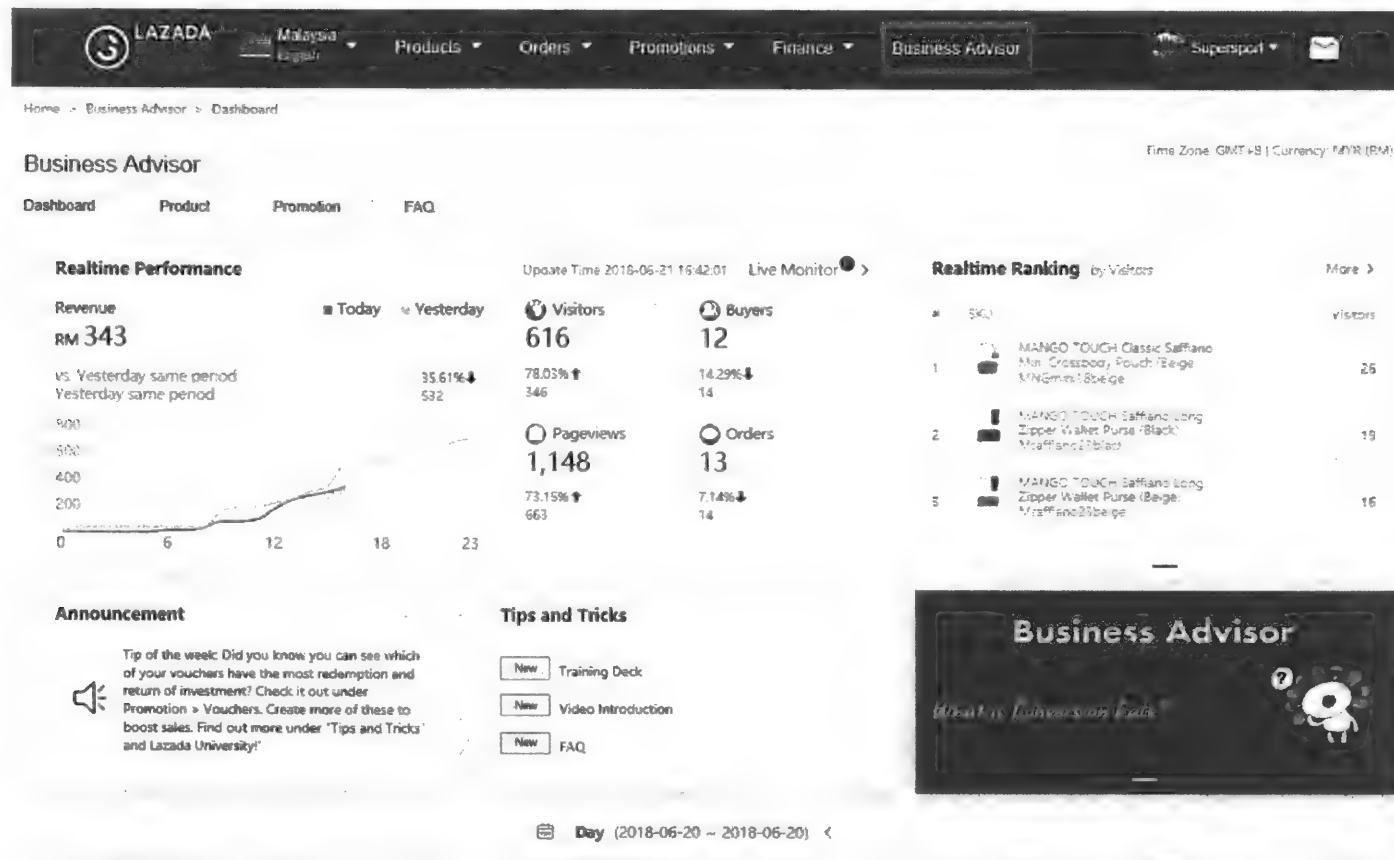 LAZADA
Malaysia
English
Products
Orders
Promotions
Finance
Business Advisor
Supersport
Home > Business Advisor > Dashboard
Time Zone: GMT+8 | Currency: MYR (RM)
Business Advisor
Dashboard Product Promotion FAQ
Realtime Performance
Update Time 2018-06-21 16:42:01 Live Monitor >
Revenue
Today Yesterday
RM 343
vs. Yesterday same period 35.61%⬇
Yesterday same period 532
800
600
400
200
0 6 12 18 23
Visitors
616
78.03%⬆
346
Buyers
12
14.29%⬇
14
Pageviews
1,148
73.15%⬆
663
Orders
13
7.14%⬇
14
Realtime Ranking by Visitors More >
# SKU Visitors
1 MANGO TOUCH Classic Saffiano
Mini Crossbody Pouch (Beige
26
2 MANGO TOUCH Saffiano Long
Zipper Wallet Purse (Black)
19
MANGO TOUCH Saffiano Long
Zipper Wallet Purse (Beige)
16
Announcement
Tip of the week: Did you know you can see which
of your vouchers have the most redemption and
return of investment? Check it out under
Promotion > Vouchers. Create more of these to
boost sales. Find out more under "Tips and Tricks"
and Lazada University!"
Tips and Tricks
New Training Deck
New Video Introduction
New FAQ
Business Advisor
?
Day (2018-06-20 ~ 2018-06-20) <